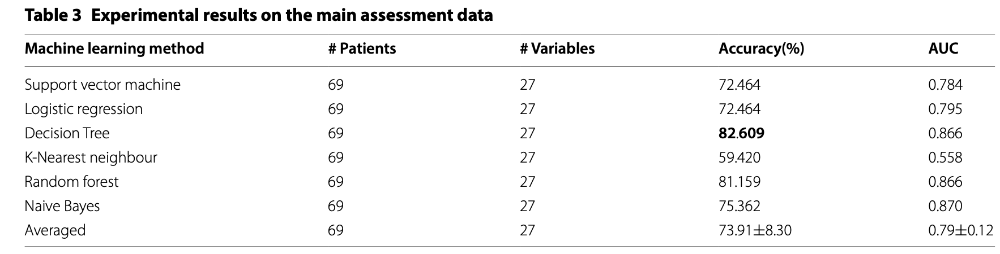 Table 3 Experimental results on the main assessment data
Machine learning method # Patients # Variables Accuracy(%) AUC
Support vector machine 69 27 72.464 0.784
Logistic regression 69 27 72.464 0.795
Decision Tree 69 27 82.609 0.866
K-Nearest neighbour 69 27 59.420 0.558
Random forest 69 27 81.159 0.866
Naive Bayes 69 27 75.362 0.870
Averaged 69 27 73.91±8.30 0.79±0.12